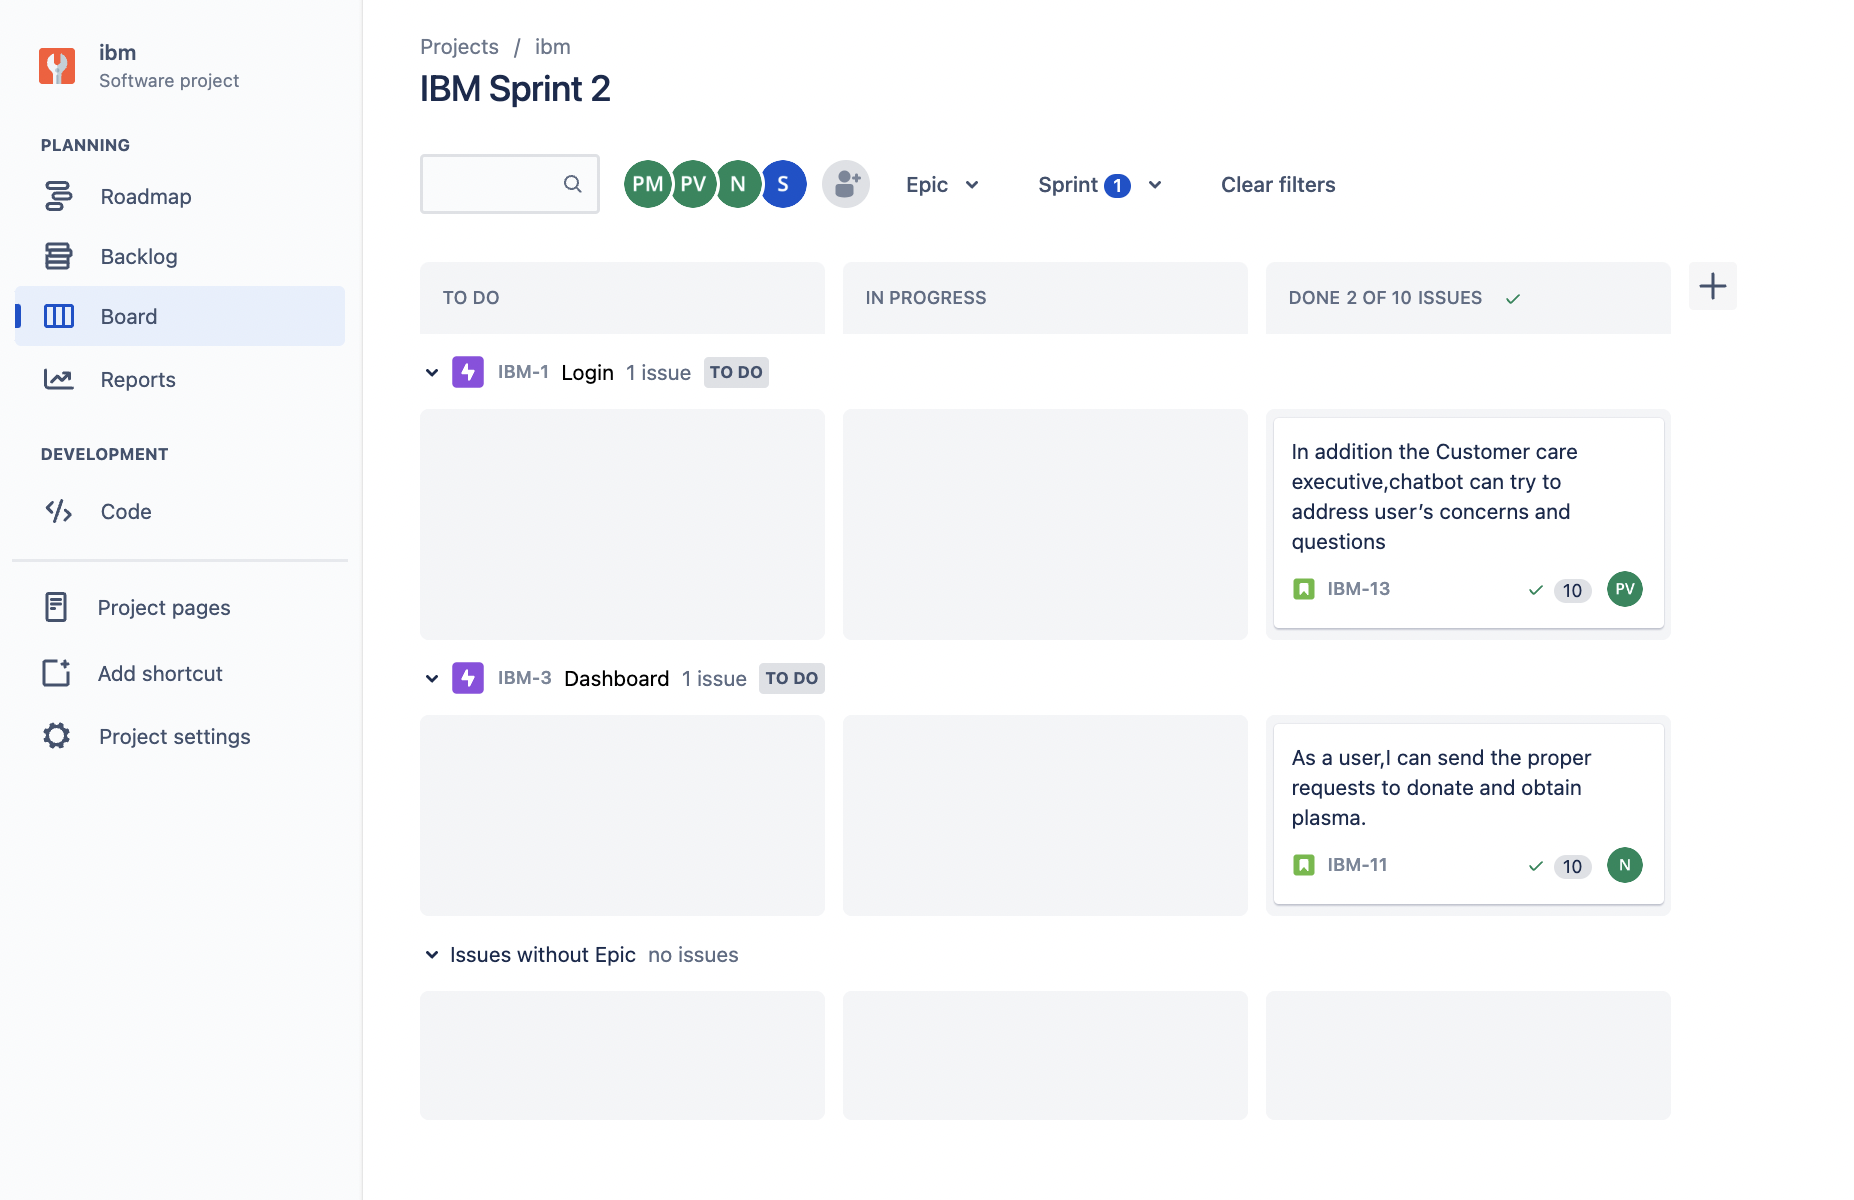 ibm
Software project
PLANNING
Roadmap
Backlog
Board
Reports
DEVELOPMENT
Code
Project pages
Add shortcut
Project settings
Projects / ibm
IBM Sprint 2
PM PV N S Epic Sprint 1 Clear filters
TO DO IN PROGRESS DONE 2 OF 10 ISSUES
IBM-1 Login 1 issue TO DO
In addition the Customer care
executive,chatbot can try to
address user’s concerns and
questions
IBM-13 10 PV
IBM-3 Dashboard 1 issue TO DO
As a user,I can send the proper
requests to donate and obtain
plasma.
IBM-11 10 N
Issues without Epic no issues